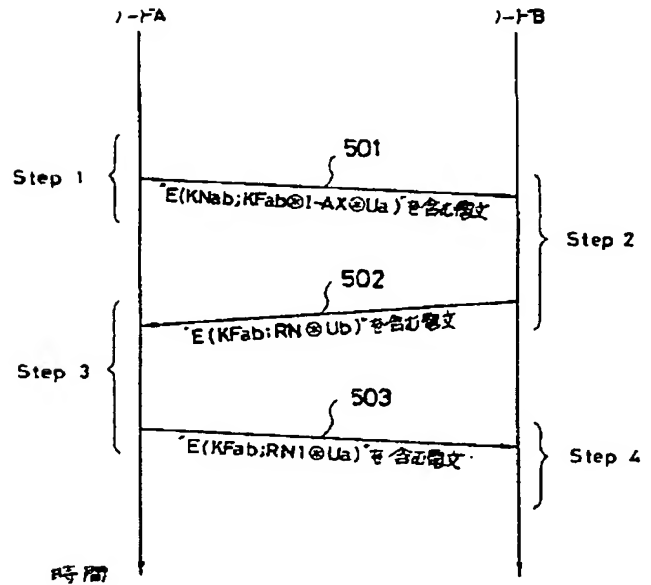 ノードA
ノードB
501
Step 1
"E(KNab;KFab⊛I-AX⊛Ua)"を含む電文
Step 2
502
"E(KFab;RN⊛Ub)"を含む電文
Step 3
503
"E(KFab;RN1⊛Ua)"を含む電文
Step 4
時間